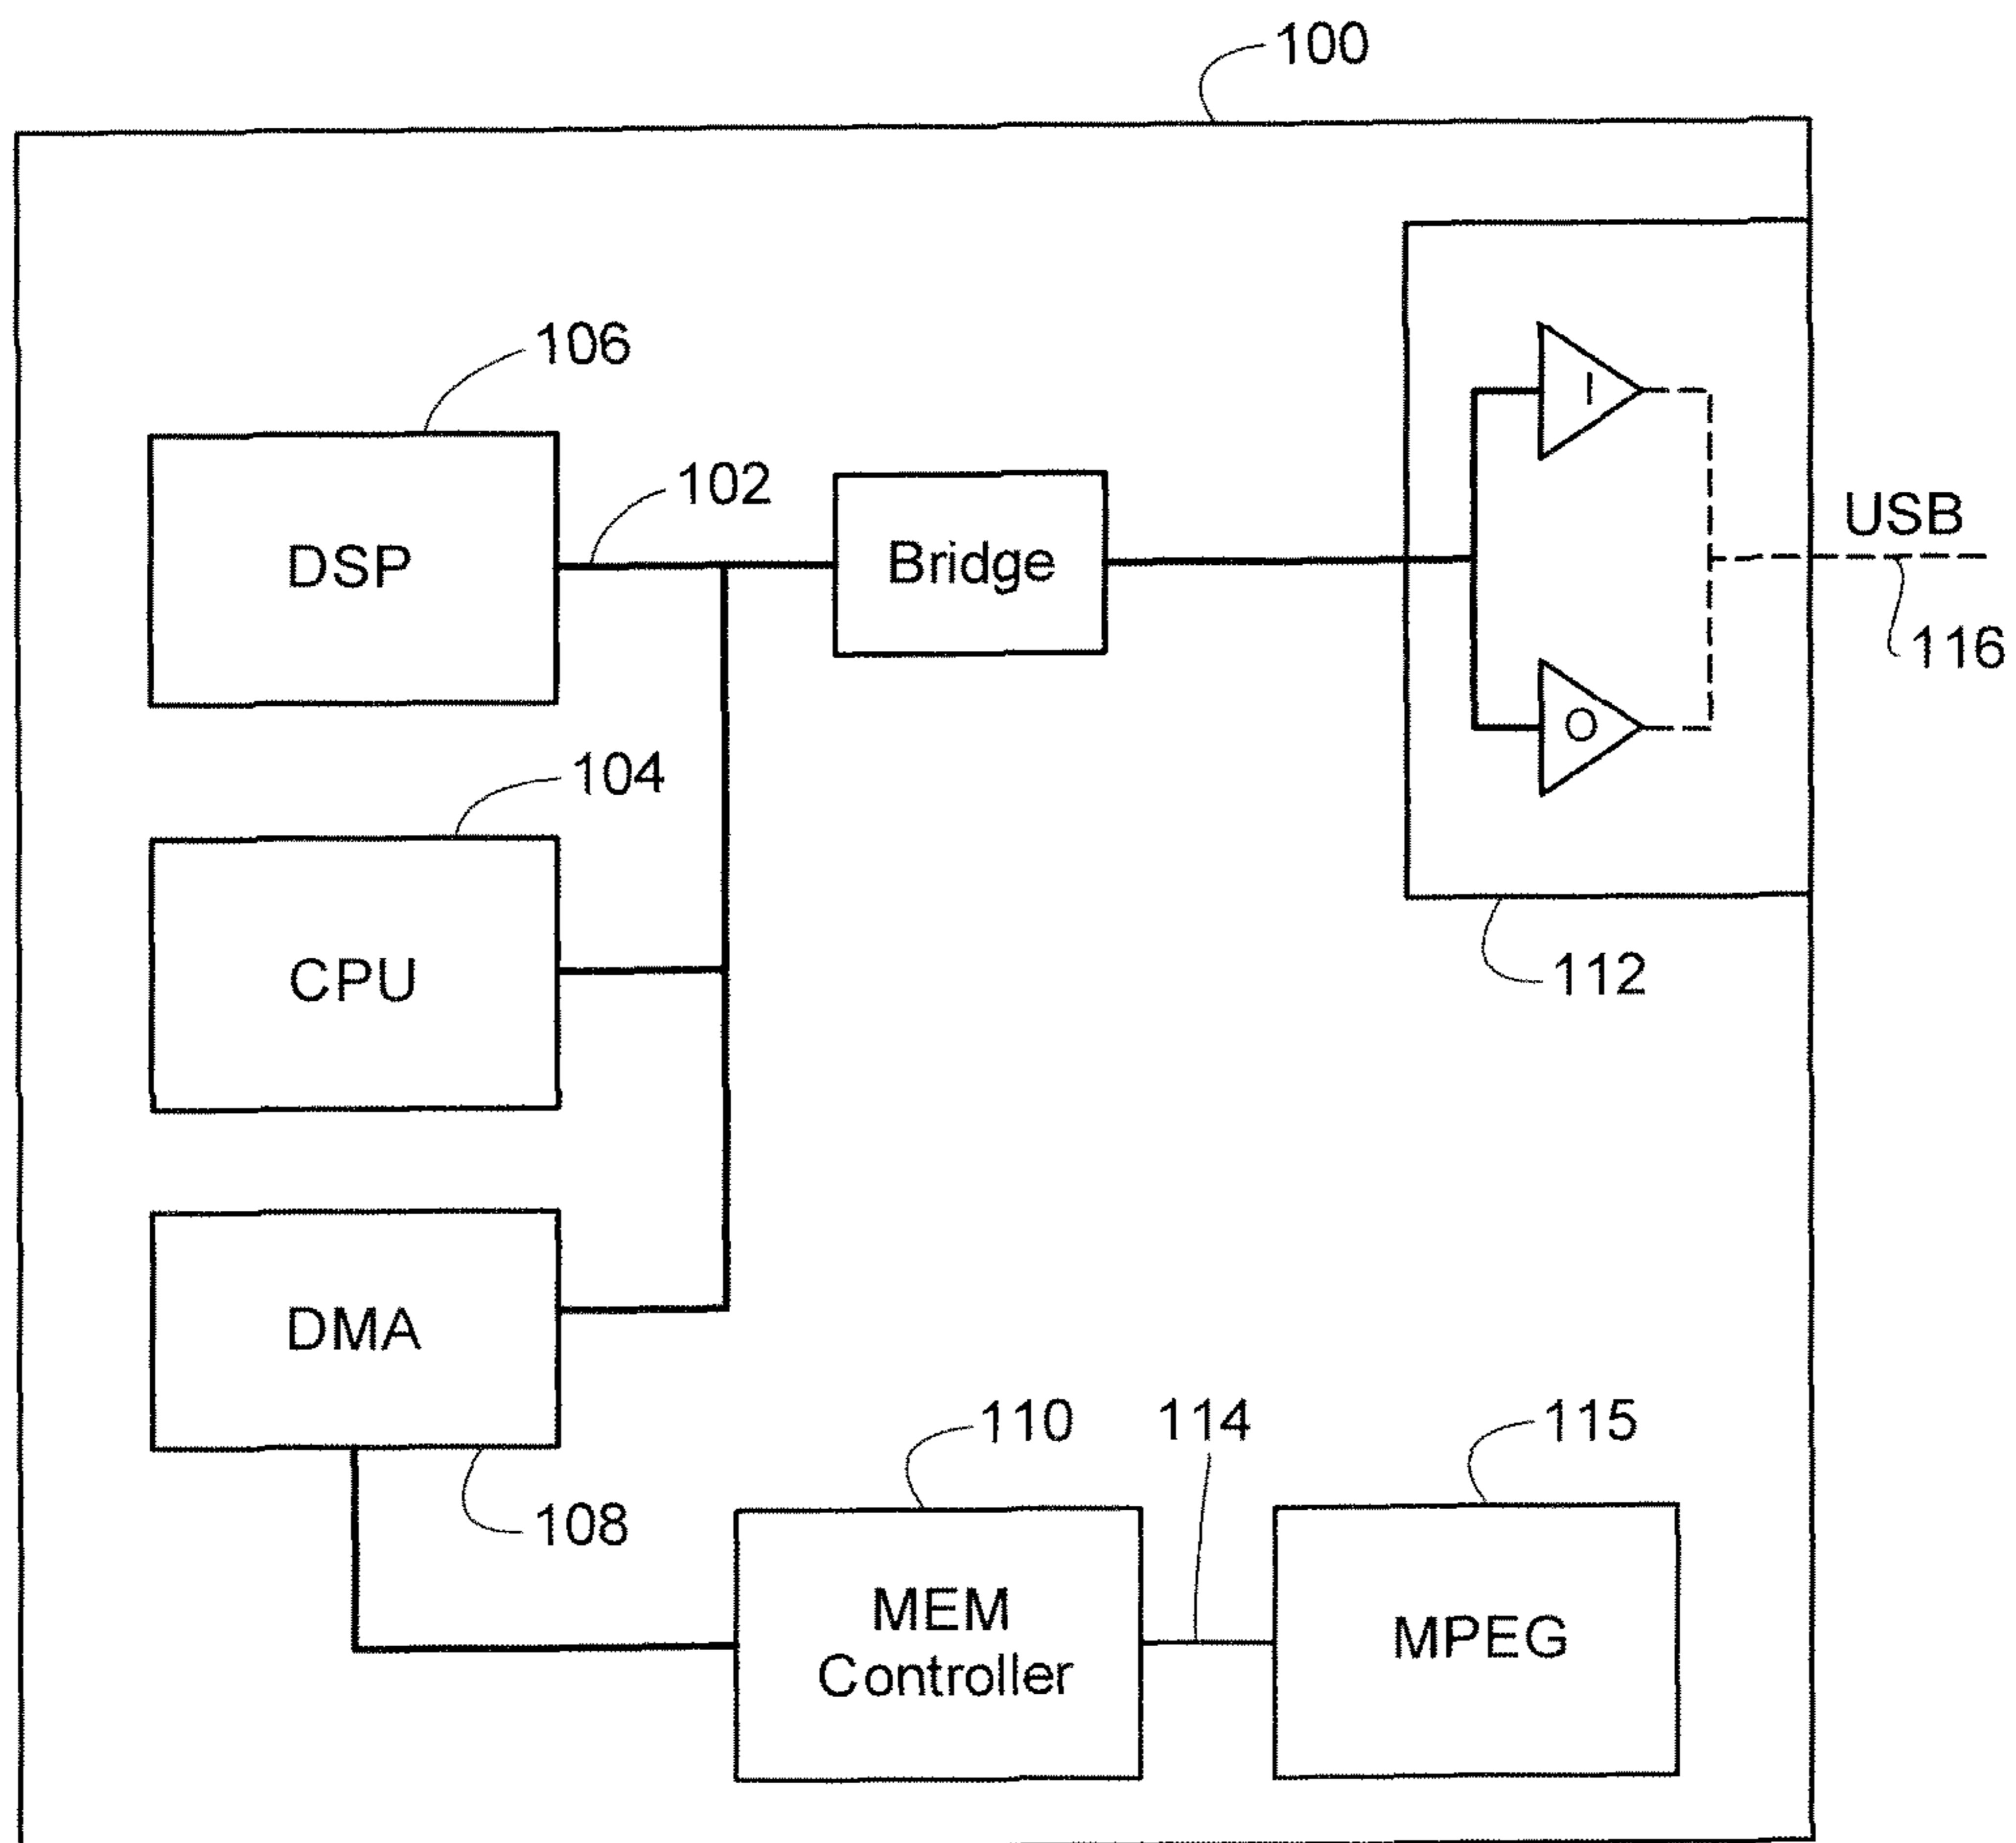 100
106
102
DSP
Bridge
I
USB
116
O
104
CPU
112
DMA
108
110
114
115
MEM
Controller
MPEG